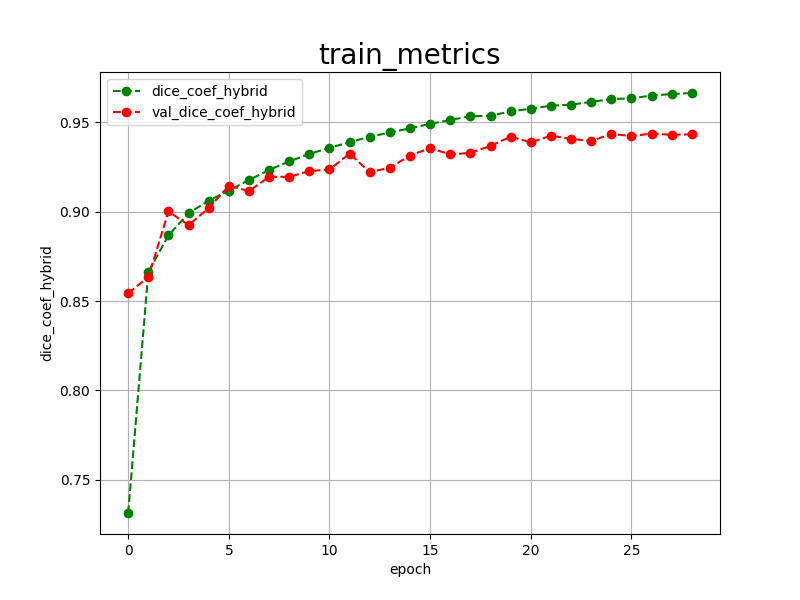 train_metrics
dice_coef_hybrid
val_dice_coef_hybrid
0.95
0.90
0.85
0.80
0.75
dice_coef_hybrid
0 5 10 15 20 25
epoch